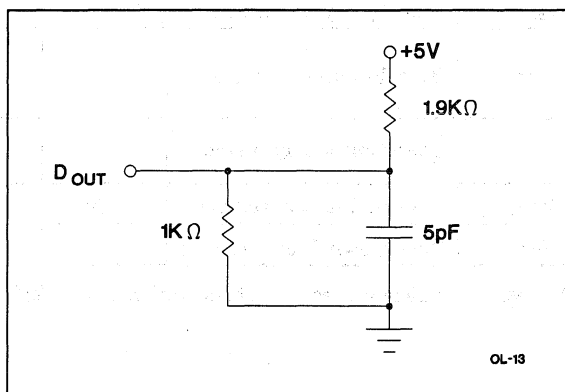 +5V
1.9KΩ
D OUT
1KΩ
5pF
OL-13